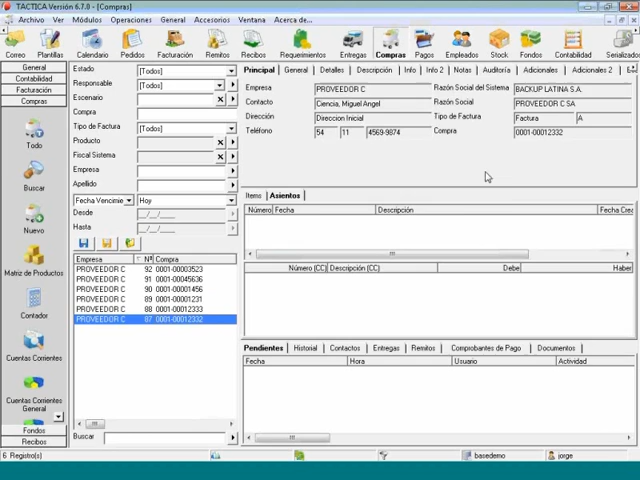 TACTICA Corsión 6.7.0 - [Compras]
Archivo Ver Módulos Operaciones General Accesorios Ventana Acerca de...
Correo Plantillas Calendario Pedidos Facturación Remitos Recibos Requerimientos Entregas Compras Pagos Empleados Stock Fondos Contabilidad Serializado
General
Contabilidad
Facturación
Compras
Todo
Buscar
Nuevo
Matriz de Productos
Contador
Cuentas Corrientes
Cuentas Corrientes General
Fondos
Recibos
Estado [Todos]
Responsable [Todos]
Escenario
Compra
Tipo de Factura [Todos]
Producto
Fiscal Sistema
Empresa
Apellido
Fecha Vencimie Hoy
Desde __/__/____
Hasta __/__/____
Empresa Nº Compra
PROVEEDOR C 92 0001-00003523
PROVEEDOR C 91 0001-00045636
PROVEEDOR C 90 0001-00001456
PROVEEDOR C 89 0001-00001231
PROVEEDOR C 88 0001-00012333
PROVEEDOR C 87 0001-00012332
Buscar
Principal General Detalles Descripción Info Info 2 Notas Auditoría Adicionales Adicionales 2
Empresa PROVEEDOR C Razón Social del Sistema BACKUP LATINA S.A.
Contacto Ciencia, Miguel Angel Razón Social PROVEEDOR C SA
Dirección Direccion Inicial Tipo de Factura Factura A
Teléfono 54 11 4569-9874 Compra 0001-00012332
Items Asientos
Número Fecha Descripción Fecha Crea
Número (CC) Descripción (CC) Debe Haber
Pendientes Historial Contactos Entregas Remitos Comprobantes de Pago Documentos
Fecha Hora Usuario Actividad
6 Registro(s) basedemo jorge